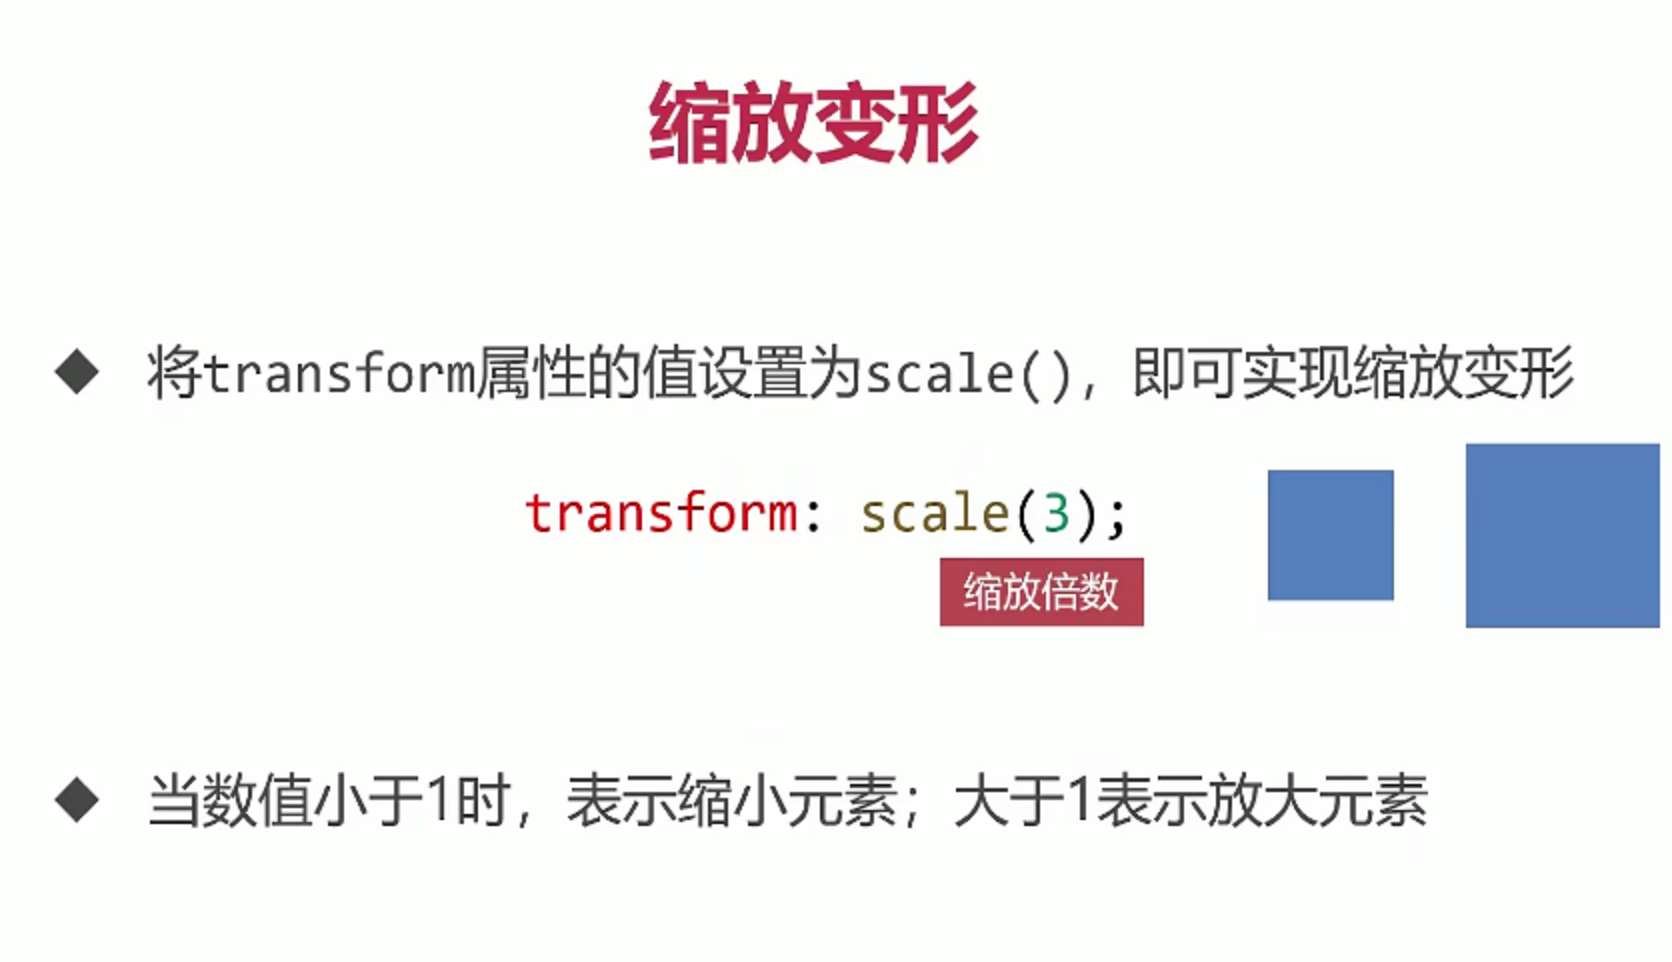 缩放变形
将transform属性的值设置为scale()，即可实现缩放变形
transform: scale(3);
缩放倍数
当数值小于1时，表示缩小元素；大于1表示放大元素